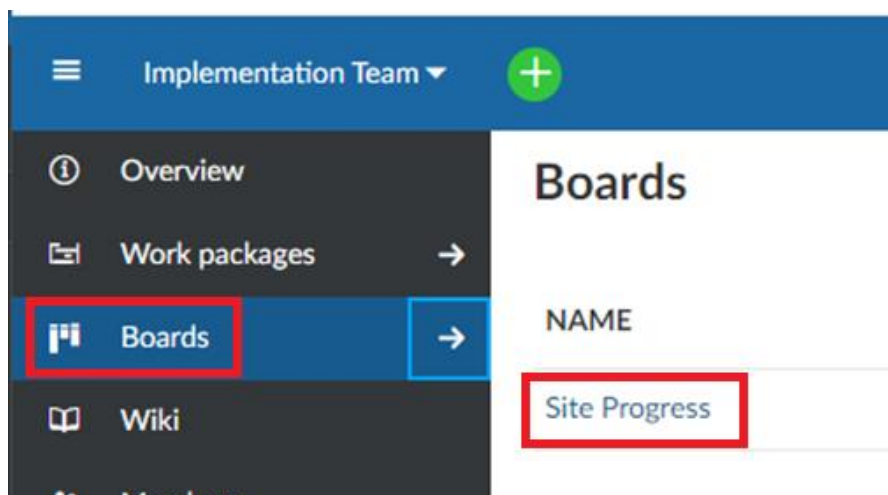 Implementation Team
Overview
Work packages
Boards
Wiki
Boards
NAME
Site Progress